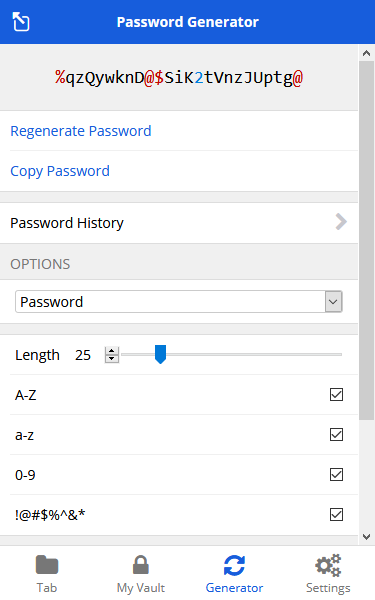 Password Generator
%qzQywknD@$SiK2tVnzJUptg@
Regenerate Password
Copy Password
Password History
OPTIONS
Password
Length 25
A-Z
a-z
0-9
!@#$%^&*
Tab My Vault Generator Settings